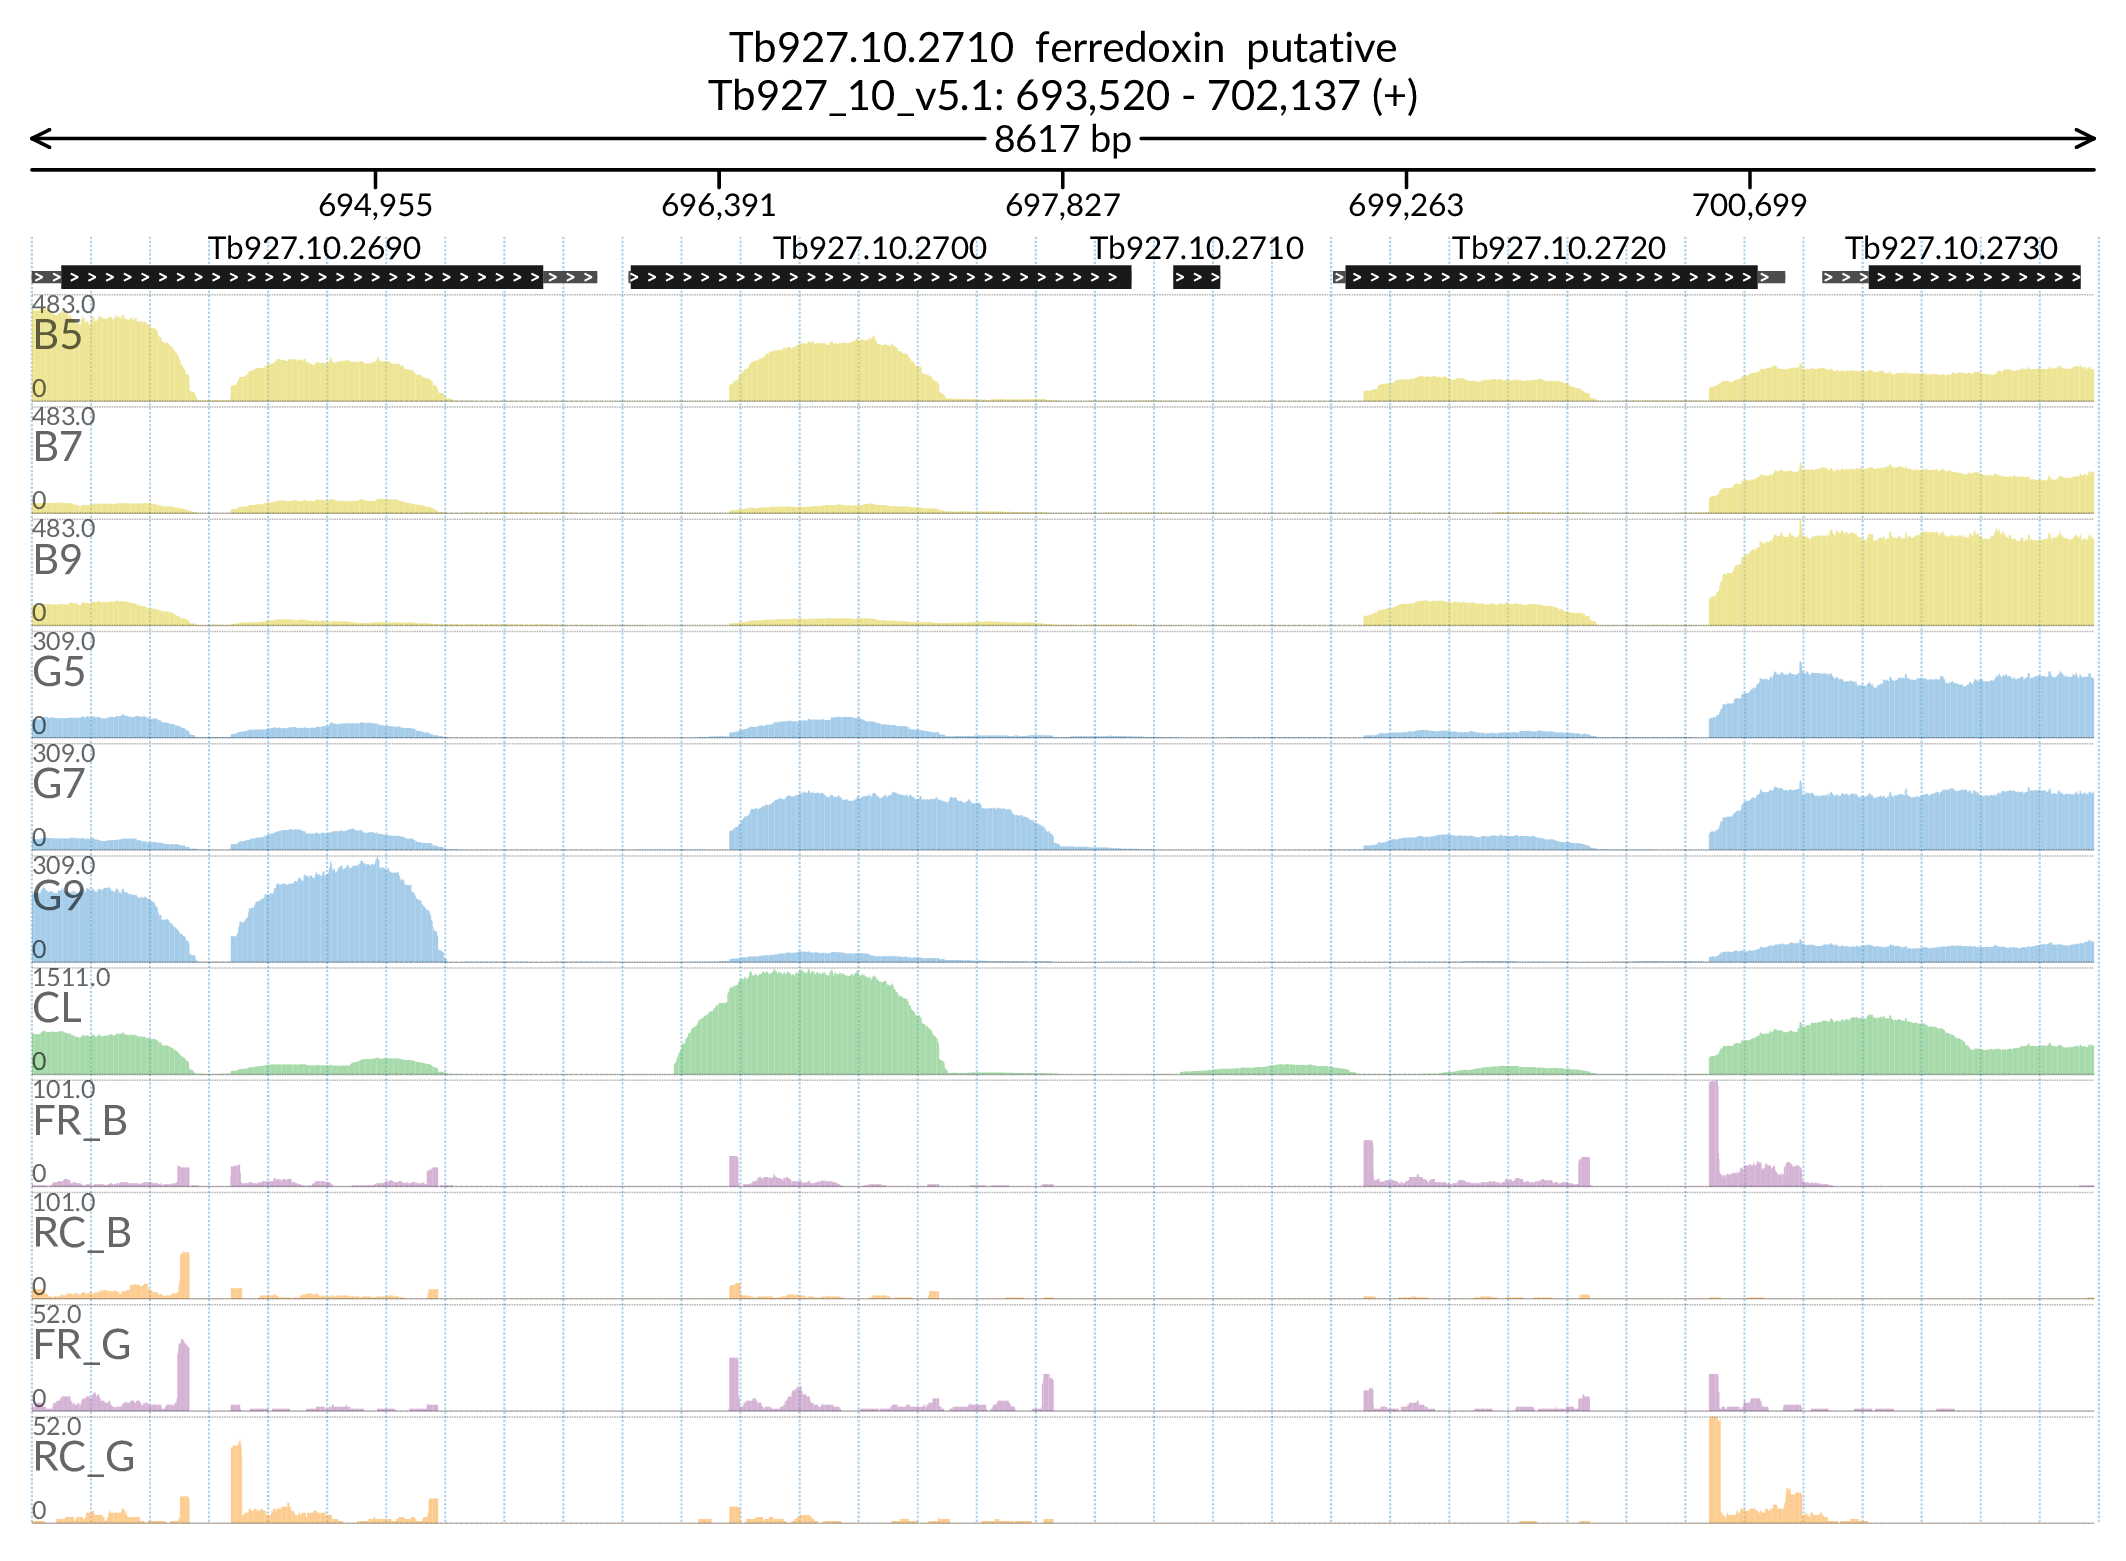 Tb927.10.2710 ferredoxin putative
Tb927_10_v5.1: 693,520 - 702,137 (+)
8617 bp
694,955 696,391 697,827 699,263 700,699
Tb927.10.2690 Tb927.10.2700 Tb927.10.2710 Tb927.10.2720 Tb927.10.2730
483.0
B5
0
483.0
B7
0
483.0
B9
0
309.0
G5
0
309.0
G7
0
309.0
G9
0
1511.0
CL
0
101.0
FR_B
0
101.0
RC_B
0
52.0
FR_G
0
52.0
RC_G
0